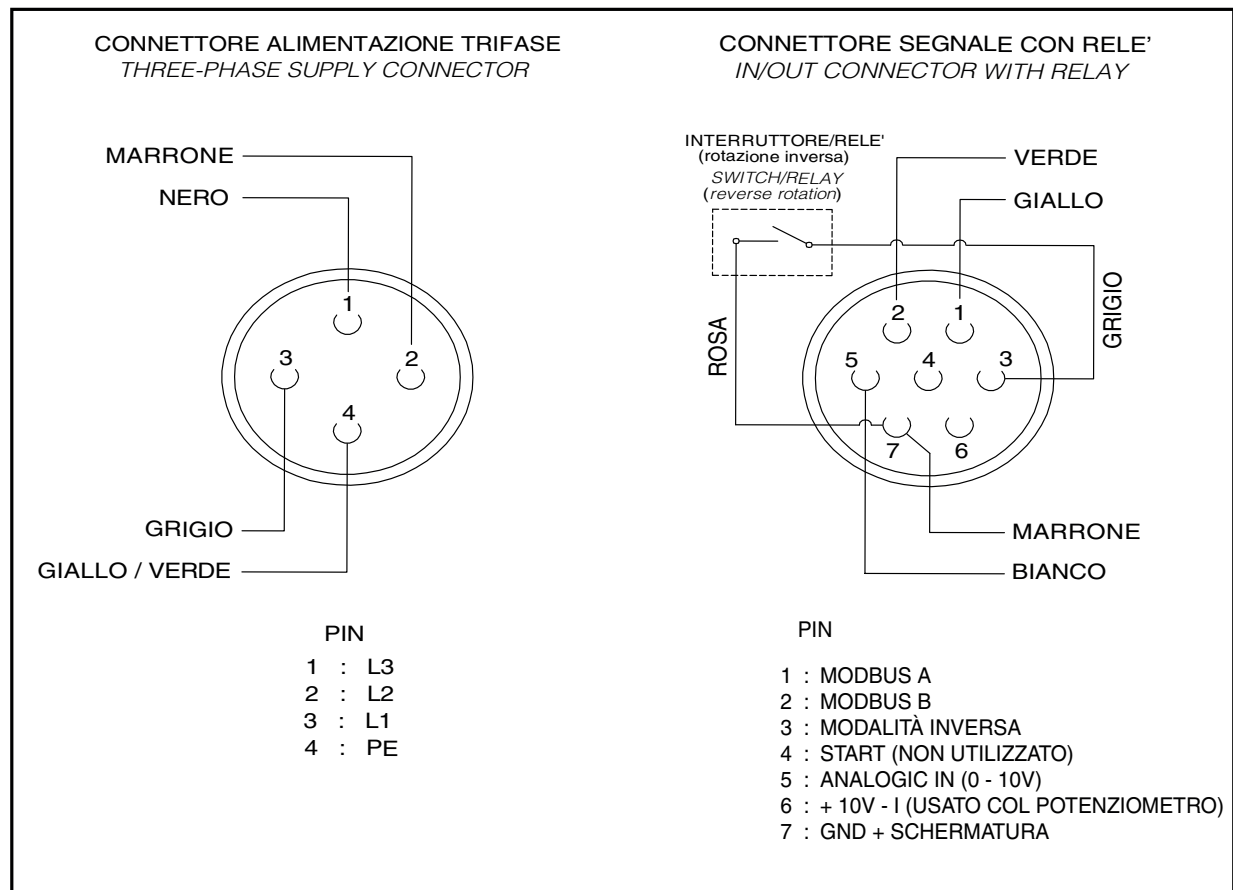 CONNETTORE ALIMENTAZIONE TRIFASE
THREE-PHASE SUPPLY CONNECTOR
MARRONE
NERO
1
3
2
4
GRIGIO
GIALLO / VERDE
PIN
1 : L3
2 : L2
3 : L1
4 : PE
CONNETTORE SEGNALE CON RELE’
IN/OUT CONNECTOR WITH RELAY
INTERRUTTORE/RELE'
(rotazione inversa)
SWITCH/RELAY
(reverse rotation)
VERDE
GIALLO
ROSA
GRIGIO
2
1
5
4
3
7
6
MARRONE
BIANCO
PIN
1 : MODBUS A
2 : MODBUS B
3 : MODALITÀ INVERSA
4 : START (NON UTILIZZATO)
5 : ANALOGIC IN (0 - 10V)
6 : + 10V - I (USATO COL POTENZIOMETRO)
7 : GND + SCHERMATURA